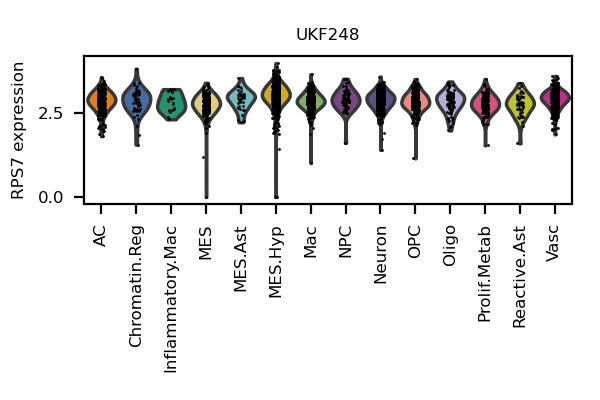 UKF248
RPS7 expression
2.5
0.0
AC
Chromatin.Reg
Inflammatory.Mac
MES
MES.Ast
MES.Hyp
Mac
NPC
Neuron
OPC
Oligo
Prolif.Metab
Reactive.Ast
Vasc